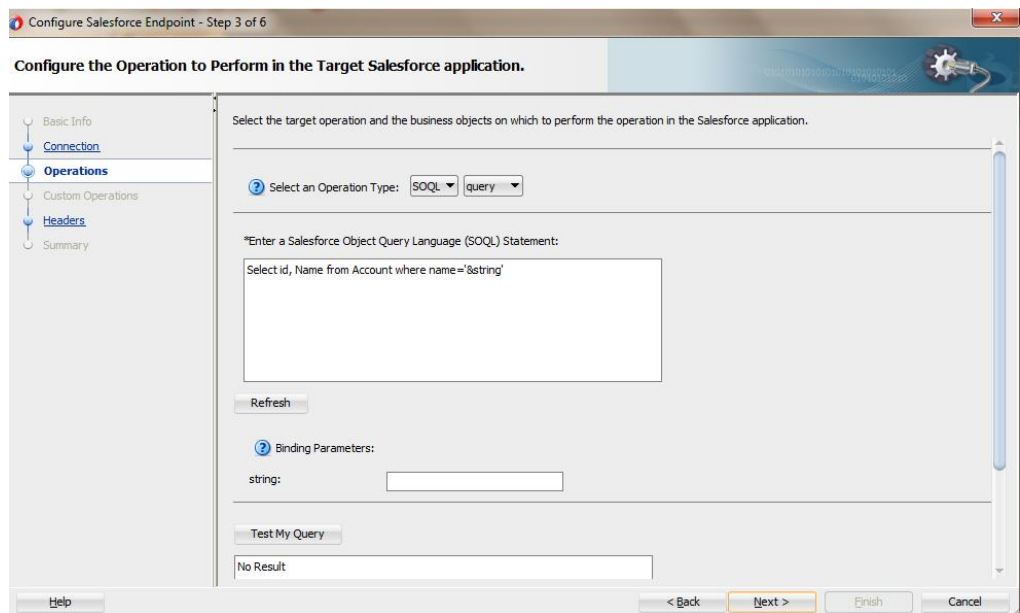 Configure Salesforce Endpoint - Step 3 of 6
Configure the Operation to Perform in the Target Salesforce application.
Basic Info
Connection
Operations
Custom Operations
Headers
Summary
Select the target operation and the business objects on which to perform the operation in the Salesforce application.
Select an Operation Type: SOQL query
*Enter a Salesforce Object Query Language (SOQL) Statement:
Select id, Name from Account where name='&string'
Refresh
Binding Parameters:
string:
Test My Query
No Result
Help < Back Next > Finish Cancel